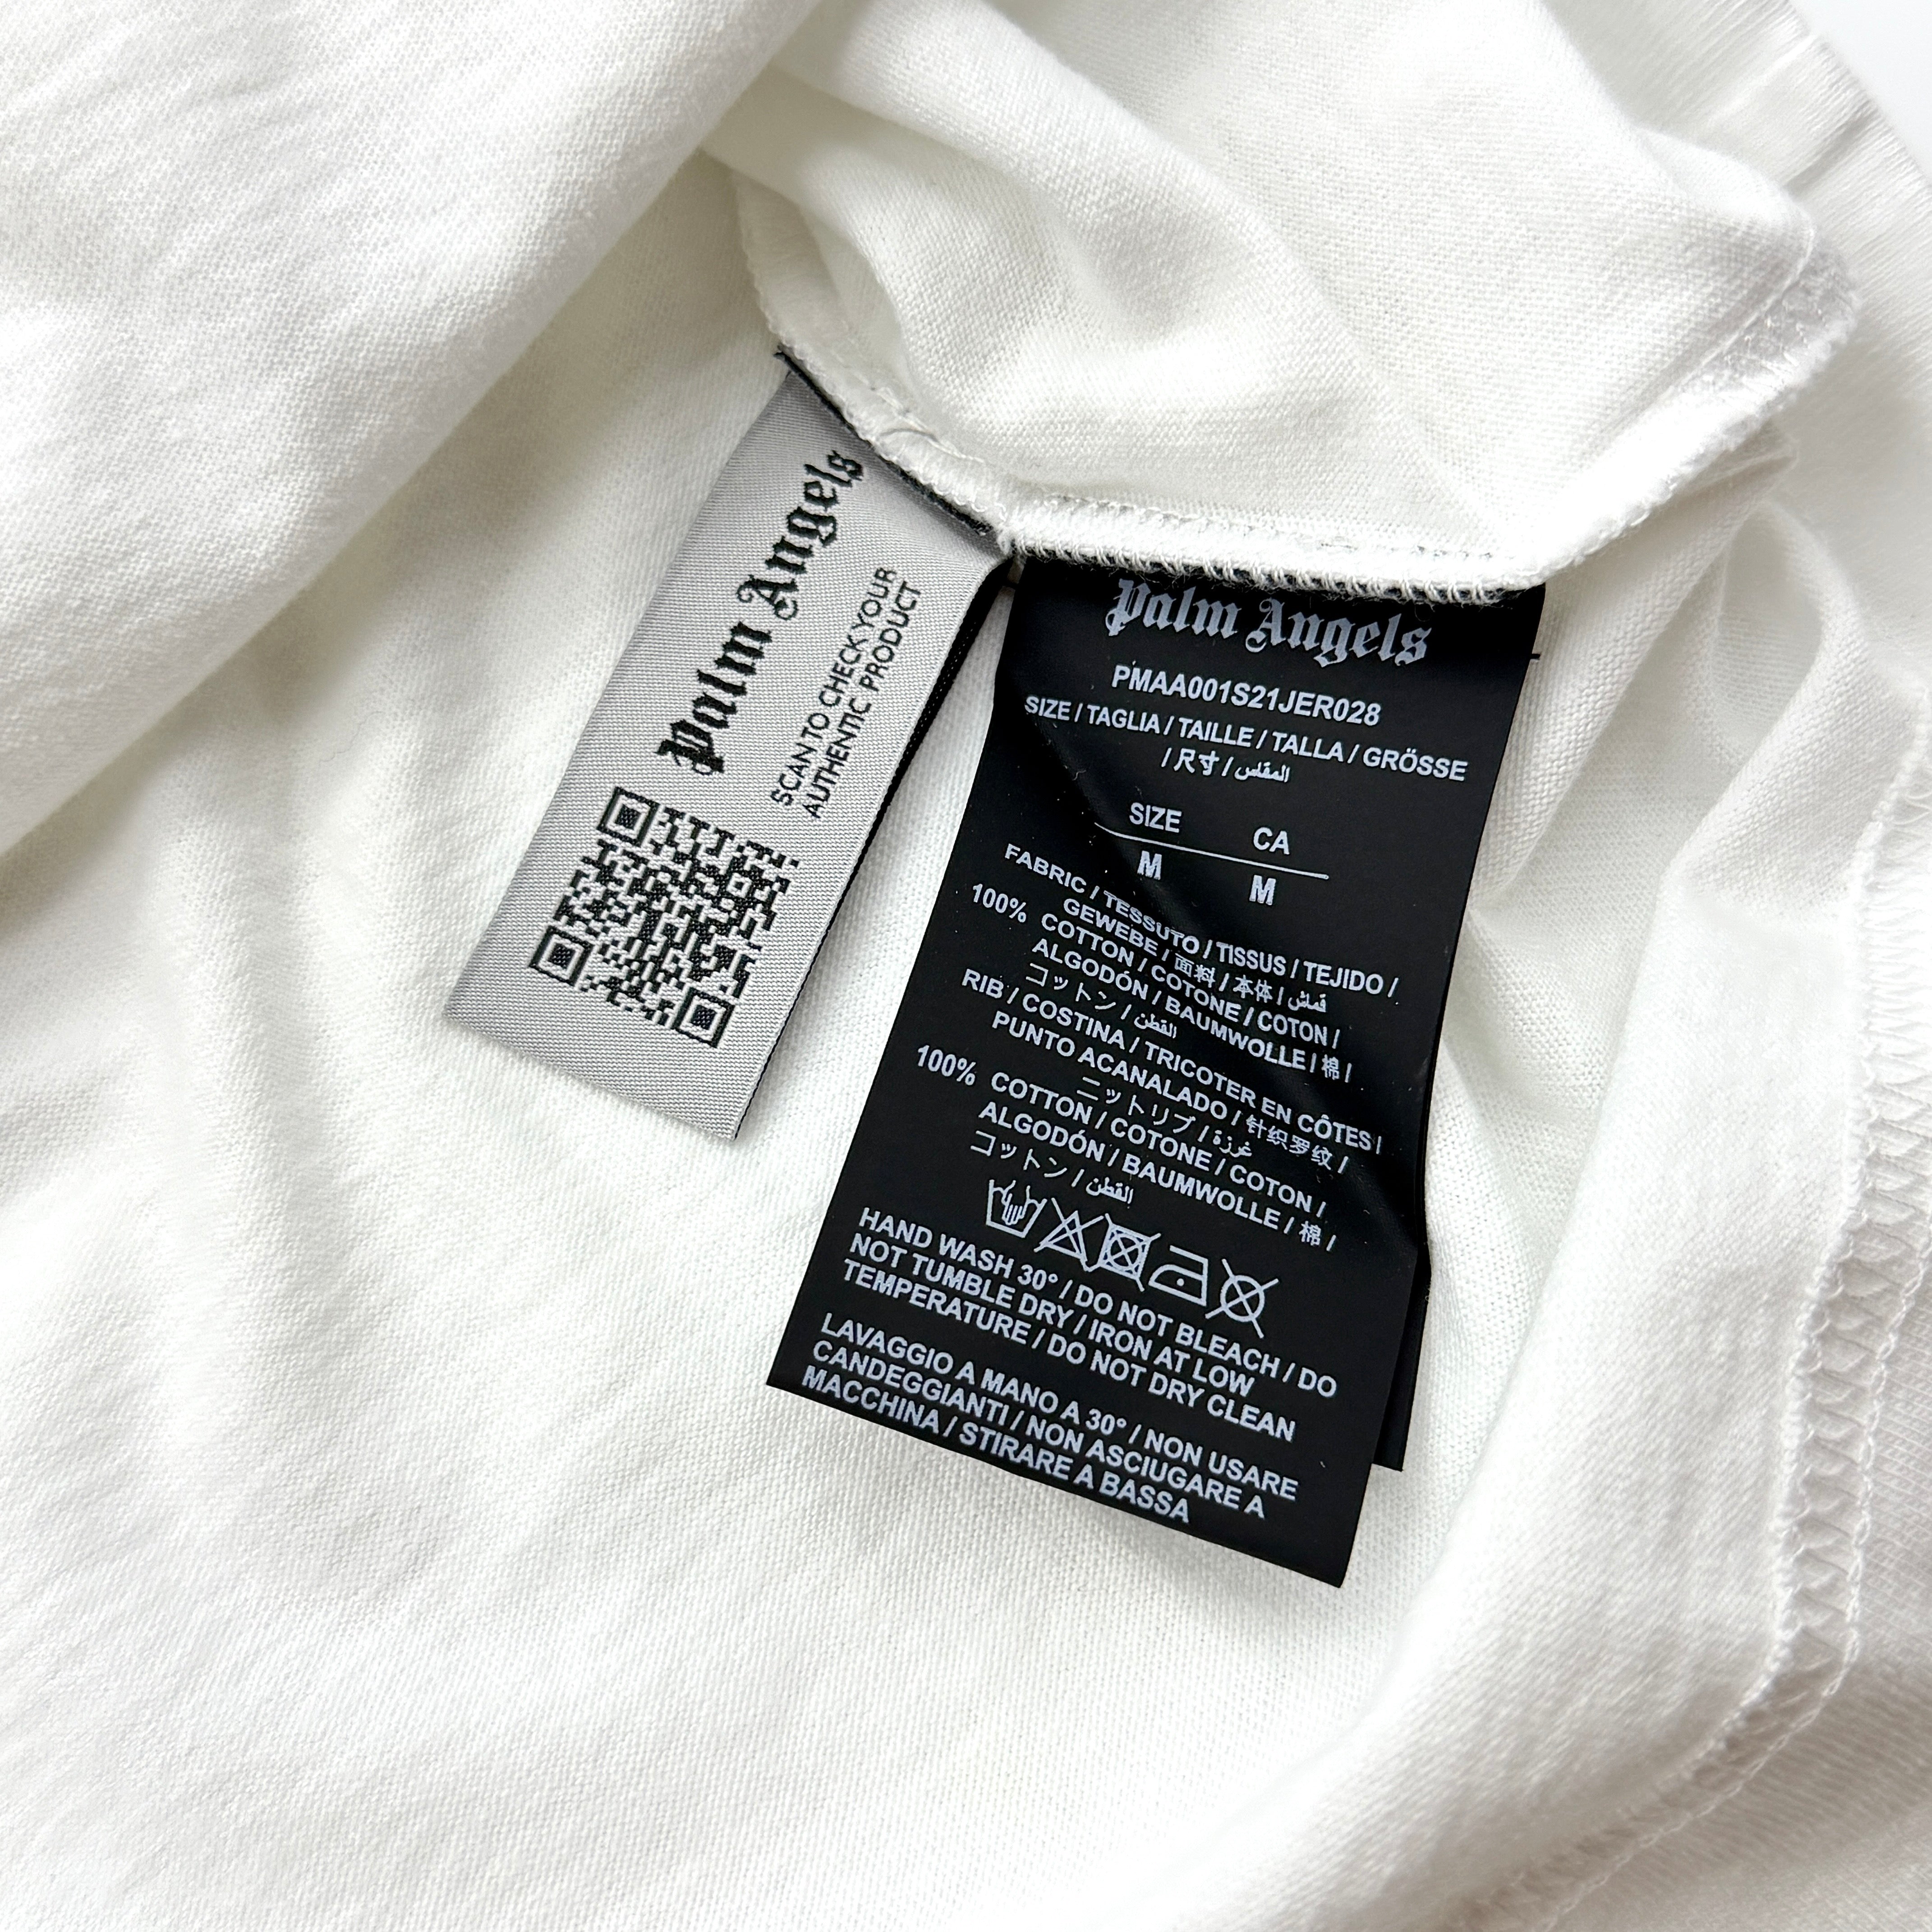 Palm Angels
SCAN TO CHECK YOUR
AUTHENTIC PRODUCT
Palm Angels
PMAA001S21JER028
SIZE / TAGLIA / TAILLE / TALLA / GRÖSSE
/ 尺寸 / المقاس
SIZE CA
M M
FABRIC / TESSUTO / TISSUS / TEJIDO /
GEWEBE / 面料 / 本体 | قماش
100% COTTON / COTONE / COTON |
ALGODÓN / BAUMWOLLE | 棉 |
コットン / القطن
RIB / COSTINA / TRICOTER EN CÔTES |
PUNTO ACANALADO / 针织罗纹 /
ニットリブ / غرزة
100% COTTON / COTONE / COTON /
ALGODÓN / BAUMWOLLE / 棉 /
コットン / القطن
HAND WASH 30° / DO NOT BLEACH / DO
NOT TUMBLE DRY / IRON AT LOW
TEMPERATURE / DO NOT DRY CLEAN
LAVAGGIO A MANO A 30° / NON USARE
CANDEGGIANTI / NON ASCIUGARE A
MACCHINA / STIRARE A BASSA